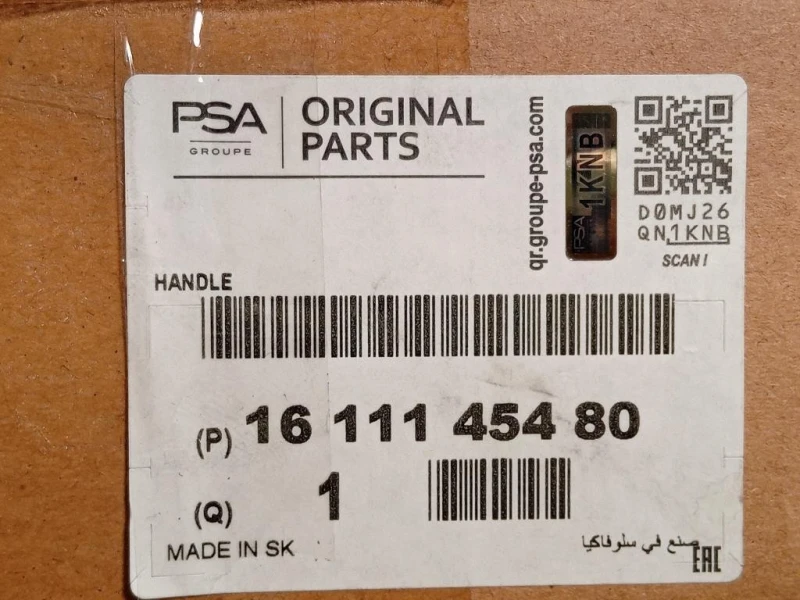 PSA
GROUPE
ORIGINAL
PARTS
qr.groupe-psa.com
PSA 1KNB
D0MJ26
QN1KNB
SCAN!
HANDLE
(P) 16 111 454 80
(Q) 1
MADE IN SK
صنع في سلوفاكيا
EAC